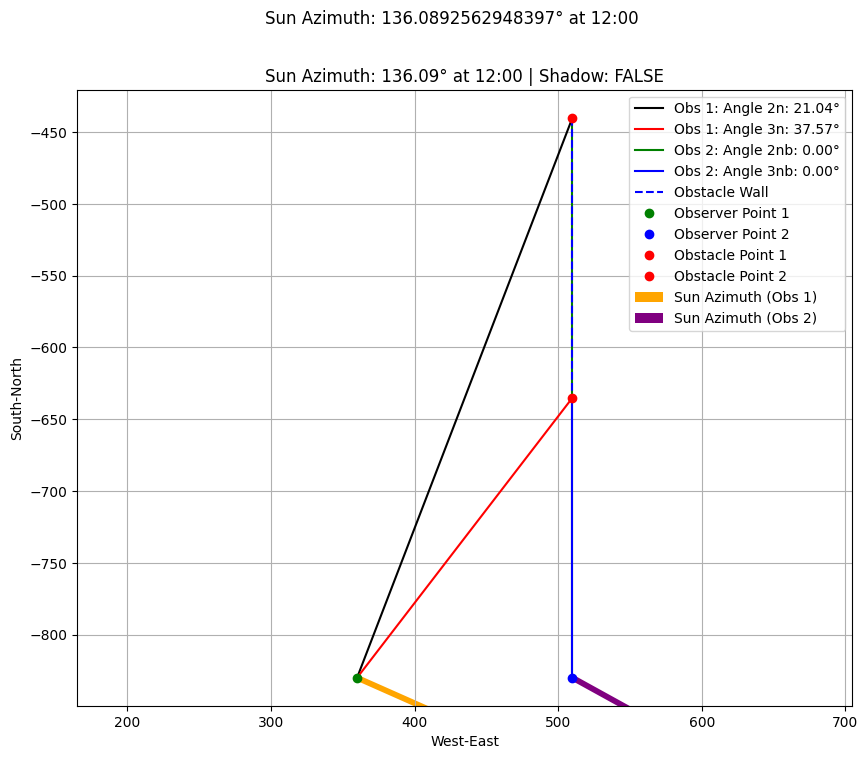 Sun Azimuth: 136.0892562948397° at 12:00
Sun Azimuth: 136.09° at 12:00 | Shadow: FALSE
Obs 1: Angle 2n: 21.04°
Obs 1: Angle 3n: 37.57°
Obs 2: Angle 2nb: 0.00°
Obs 2: Angle 3nb: 0.00°
Obstacle Wall
Observer Point 1
Observer Point 2
Obstacle Point 1
Obstacle Point 2
Sun Azimuth (Obs 1)
Sun Azimuth (Obs 2)
South-North
−450
−500
−550
−600
−650
−700
−750
−800
200
300
400
500
600
700
West-East